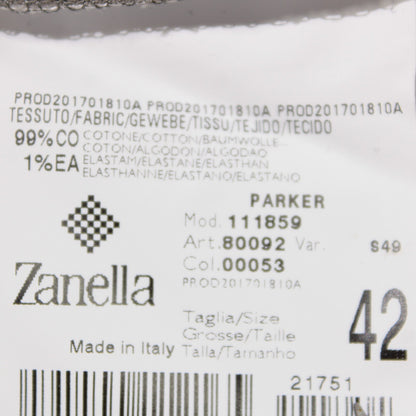 PROD201701810A PROD201701810A PROD201701810A
TESSUTO/FABRIC/GEWEBE/TISSU/TEJIDO/TECIDO
99%CO COTONE/COTTON/BAUMWOLLE
COTON/ALGODON/ALGODAO
1%EA ELASTAM/ELASTANE/ELASTHAN
ELASTHANNE/ELASTANO/ELASTANO
PARKER
Mod. 111859
Art. 80092 Var. S49
Col. 00053
PROD201701810A
Zanella
Taglia/Size
Grosse/Taille
Talla/Tamanho
42
Made in Italy
21751